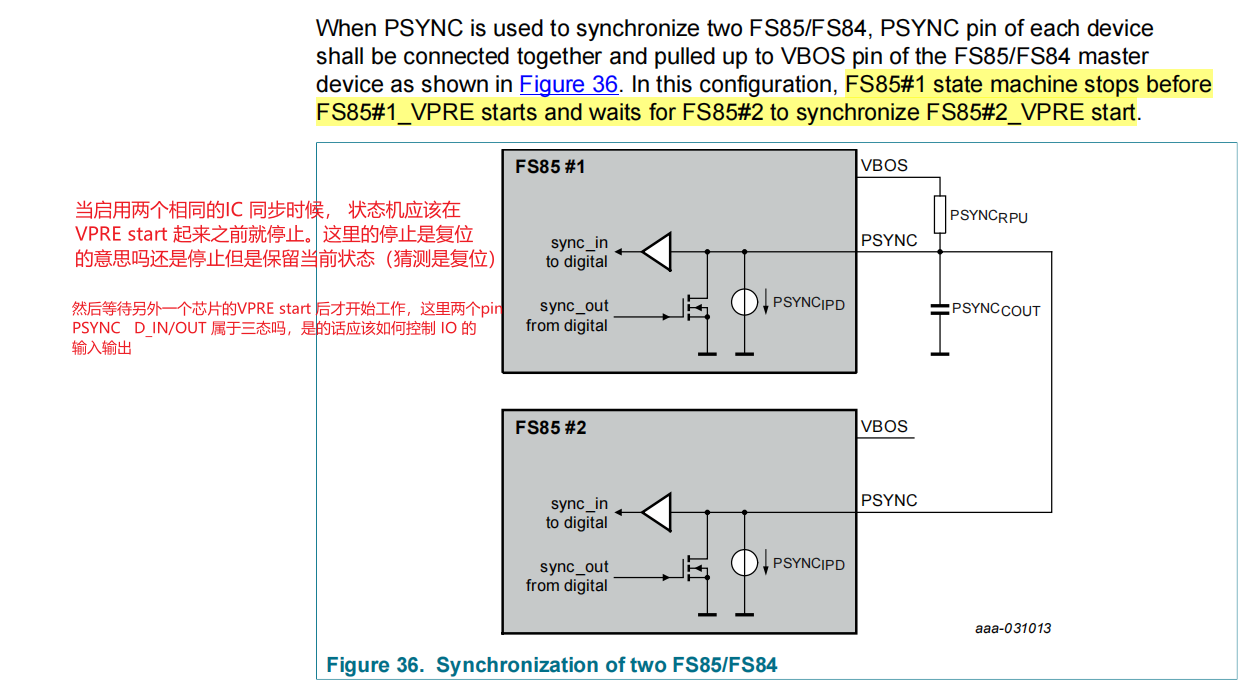 When PSYNC is used to synchronize two FS85/FS84, PSYNC pin of each device
shall be connected together and pulled up to VBOS pin of the FS85/FS84 master
device as shown in Figure 36. In this configuration, FS85#1 state machine stops before
FS85#1_VPRE starts and waits for FS85#2 to synchronize FS85#2_VPRE start.
当启用两个相同的IC 同步时候， 状态机应该在
VPRE start 起来之前就停止。这里的停止是复位
的意思吗还是停止但是保留当前状态（猜测是复位）
然后等待另外一个芯片的VPRE start 后才开始工作，这里两个pin
PSYNC D_IN/OUT 属于三态吗，是的话应该如何控制 IO 的
输入输出
FS85 #1
VBOS
PSYNCRPU
PSYNC
sync_in
to digital
sync_out
from digital
PSYNCIPD
PSYNCCOUT
FS85 #2
VBOS
PSYNC
sync_in
to digital
sync_out
from digital
PSYNCIPD
aaa-031013
Figure 36. Synchronization of two FS85/FS84